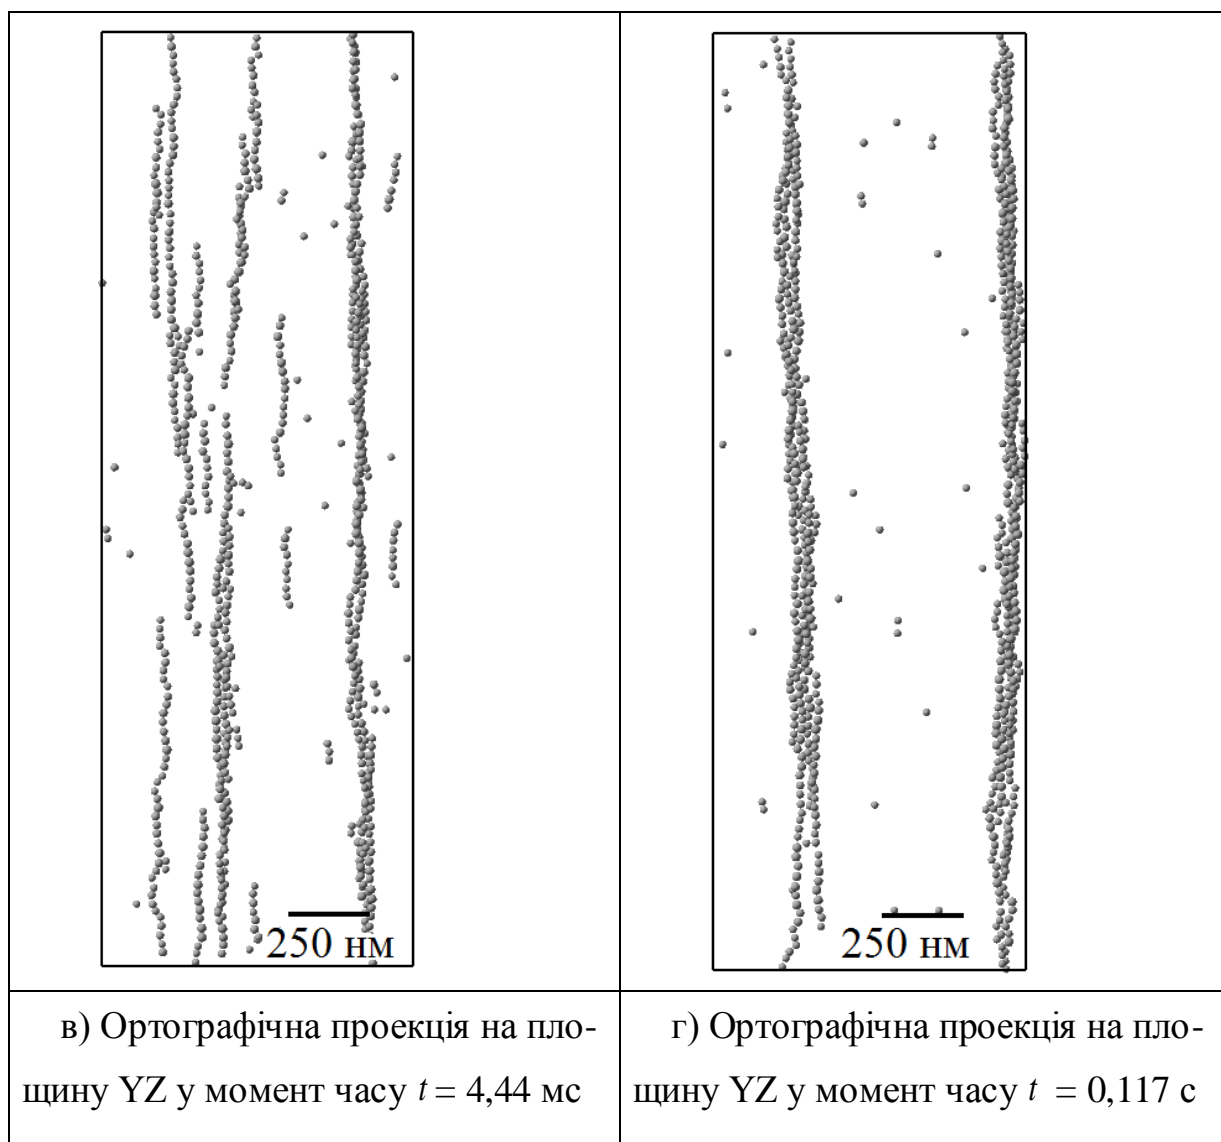 250 нм
250 нм
в) Ортографічна проекція на пло-
щину YZ у момент часу t = 4,44 мс
г) Ортографічна проекція на пло-
щину YZ у момент часу t = 0,117 с